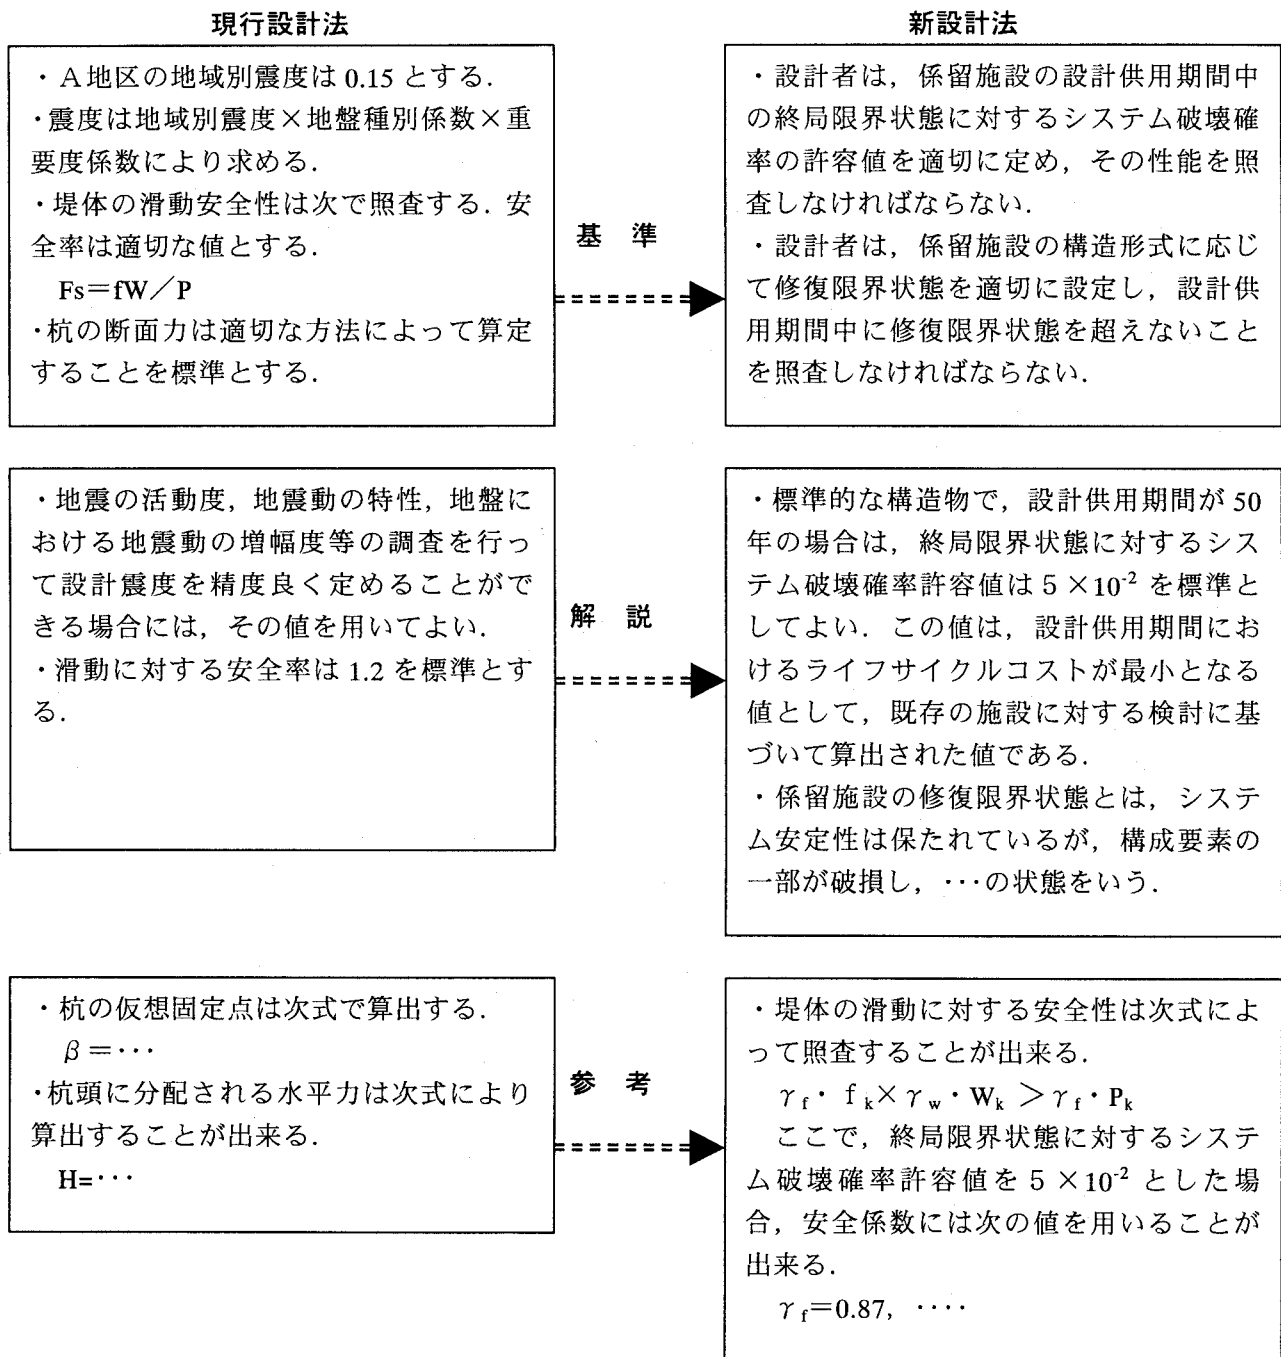 現行設計法
新設計法
・A地区の地域別震度は 0.15 とする.
・震度は地域別震度×地盤種別係数×重
要度係数により求める.
・堤体の滑動安全性は次で照査する. 安
全率は適切な値とする.
Fs=fW／P
・杭の断面力は適切な方法によって算定
することを標準とする.
基 準
・設計者は, 係留施設の設計供用期間中
の終局限界状態に対するシステム破壊確
率の許容値を適切に定め, その性能を照
査しなければならない.
・設計者は, 係留施設の構造形式に応じ
て修復限界状態を適切に設定し, 設計供
用期間中に修復限界状態を超えないこと
を照査しなければならない.
・地震の活動度, 地震動の特性, 地盤に
おける地震動の増幅度等の調査を行っ
て設計震度を精度良く定めることがで
きる場合には, その値を用いてよい.
・滑動に対する安全率は 1.2 を標準とす
る.
解 説
・標準的な構造物で, 設計供用期間が 50
年の場合は, 終局限界状態に対するシス
テム破壊確率許容値は 5×10⁻² を標準と
してよい. この値は, 設計供用期間にお
けるライフサイクルコストが最小となる
値として, 既存の施設に対する検討に基
づいて算出された値である.
・係留施設の修復限界状態とは, システ
ム安定性は保たれているが, 構成要素の
一部が破損し, ･･･の状態をいう.
・杭の仮想固定点は次式で算出する.
β=･･･
・杭頭に分配される水平力は次式により
算出することが出来る.
H=･･･
参 考
・堤体の滑動に対する安全性は次式によ
って照査することが出来る.
γf・fk×γw・Wk＞γf・Pk
ここで, 終局限界状態に対するシステ
ム破壊確率許容値を 5×10⁻² とした場
合, 安全係数には次の値を用いることが
出来る.
γf=0.87, ････